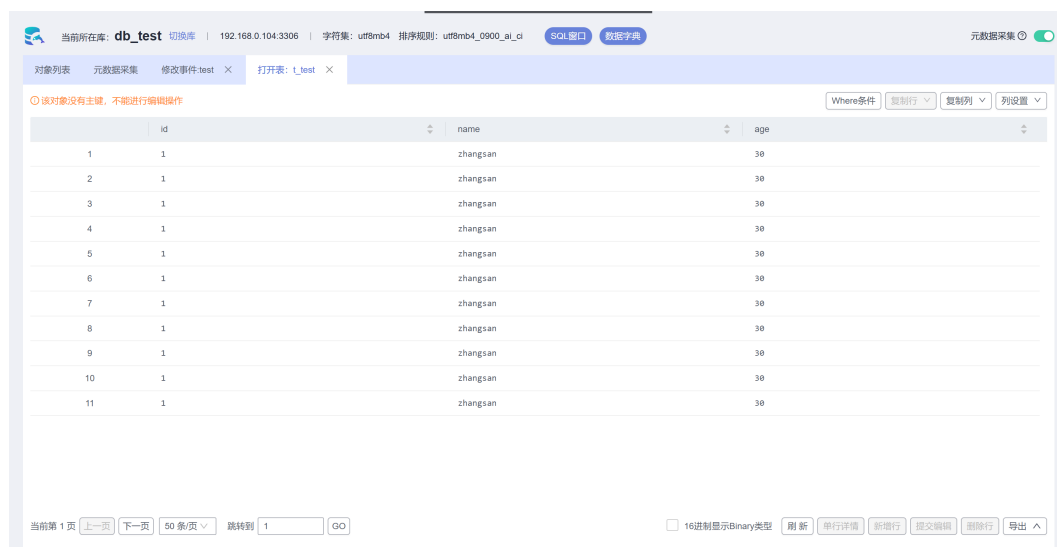 当前所在库: db_test 切换库 | 192.168.0.104:3306 | 字符集: utf8mb4 排序规则: utf8mb4_0900_ai_ci SQL窗口 数据字典 元数据采集
对象列表 元数据采集 修改事件:test 打开表: t_test
该对象没有主键, 不能进行编辑操作 Where条件 复制行 复制列 列设置
id name age
1 1 zhangsan 30
2 1 zhangsan 30
3 1 zhangsan 30
4 1 zhangsan 30
5 1 zhangsan 30
6 1 zhangsan 30
7 1 zhangsan 30
8 1 zhangsan 30
9 1 zhangsan 30
10 1 zhangsan 30
11 1 zhangsan 30
当前第 1 页 上一页 下一页 50 条/页 跳转到 1 GO 16进制显示Binary类型 刷 新 单行详情 新增行 提交编辑 删除行 导出